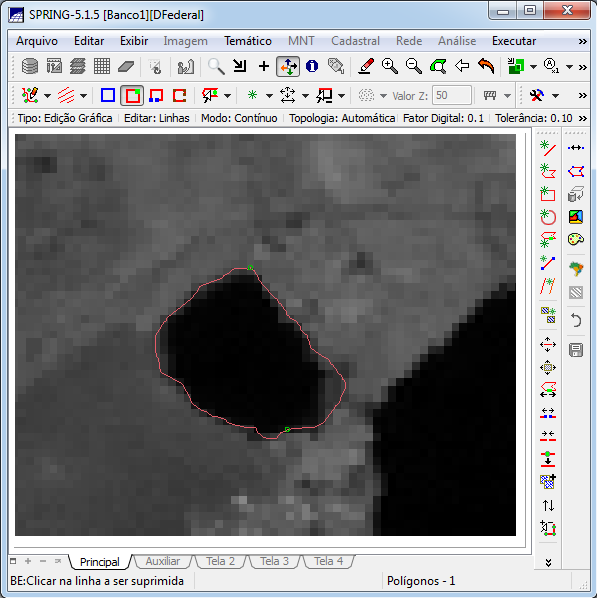 SPRING-5.1.5 [Banco1][DFederal]
Arquivo Editar Exibir Imagem Temático MNT Cadastral Rede Análise Executar »
»
Valor Z: 50 »
Tipo: Edição Gráfica Editar: Linhas Modo: Contínuo Topologia: Automática Fator Digital: 0.1 Tolerância: 0.10 »
Principal Auxiliar Tela 2 Tela 3 Tela 4
BE:Clicar na linha a ser suprimida Polígonos - 1